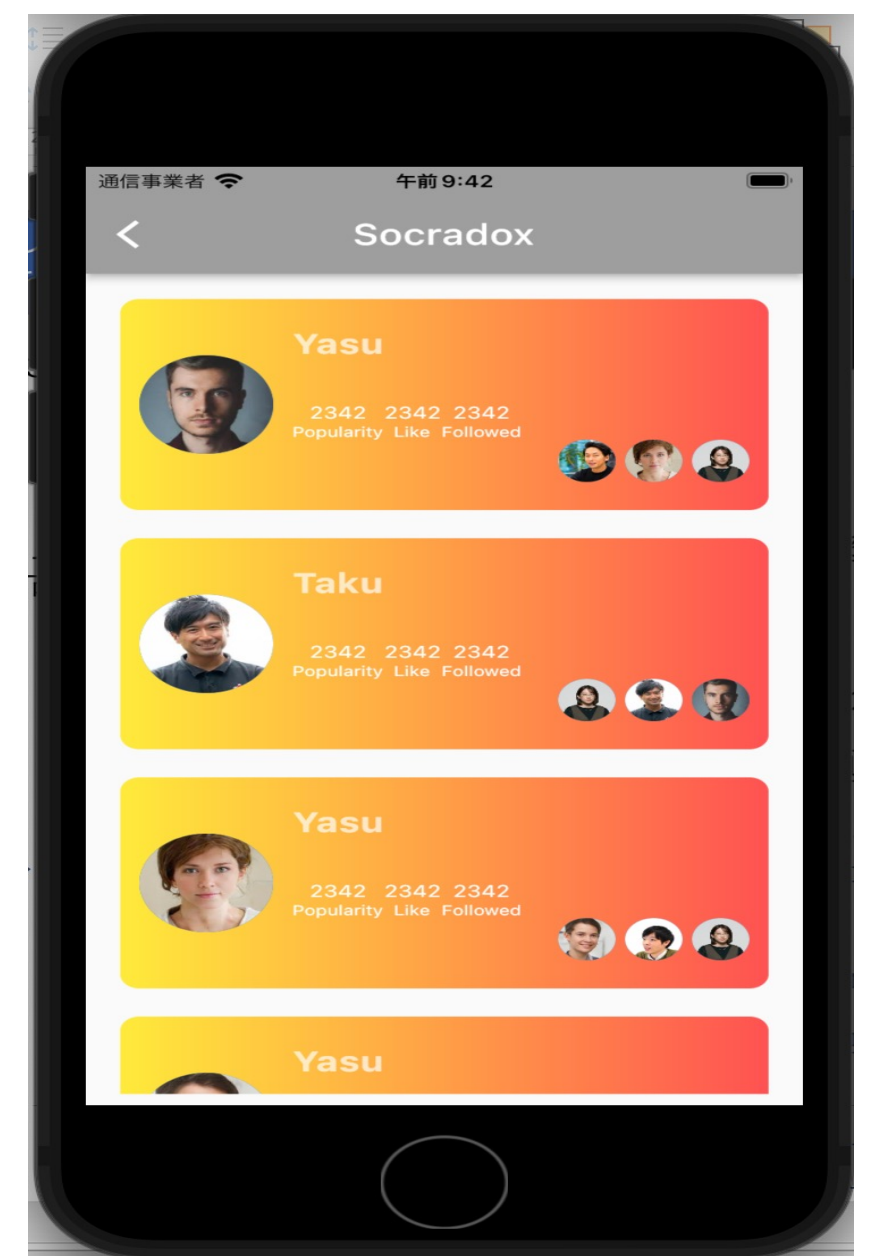 通信事業者 午前9:42
Socradox
Yasu
2342 2342 2342
Popularity Like Followed
Taku
2342 2342 2342
Popularity Like Followed
Yasu
2342 2342 2342
Popularity Like Followed
Yasu